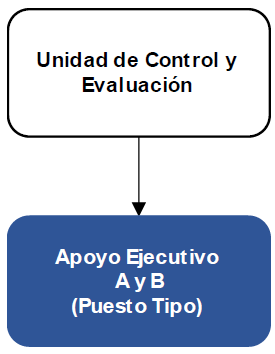 Unidad de Control y
Evaluación
Apoyo Ejecutivo
A y B
(Puesto Tipo)